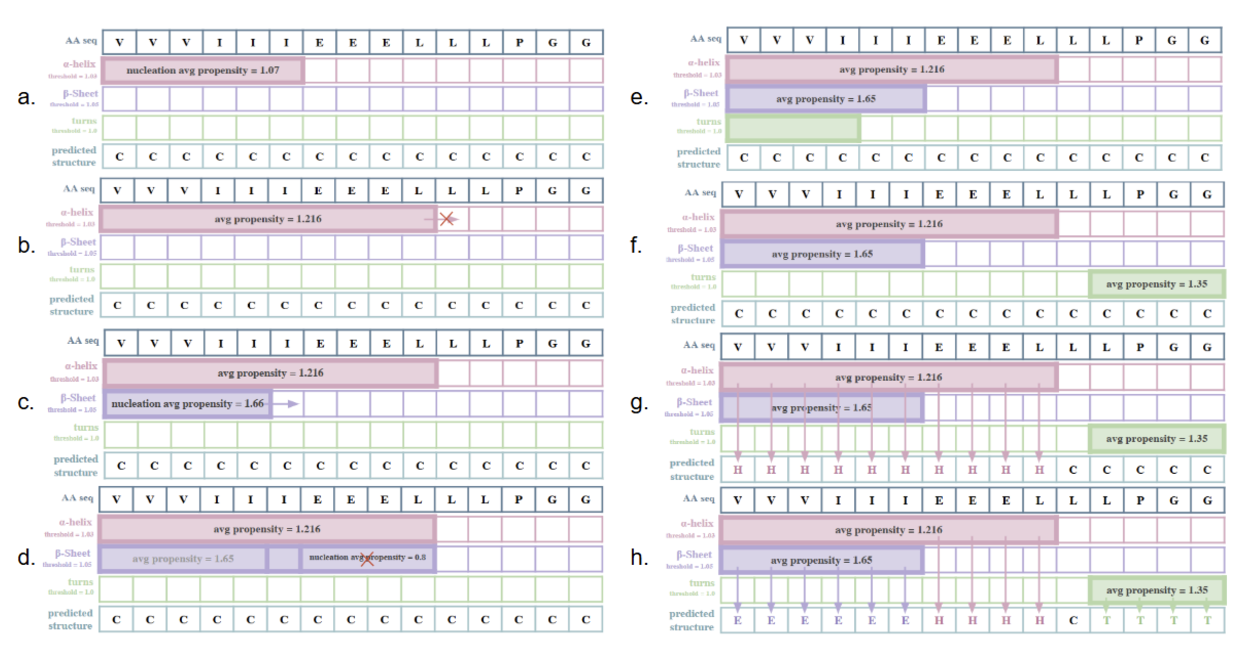 a.
AA seq V V V I I I E E E L L L P G G
α-helix
threshold = 1.03
nucleation avg propensity = 1.07
β-Sheet
threshold = 1.05
turns
threshold = 1.0
predicted
structure
C C C C C C C C C C C C C C C
b.
AA seq V V V I I I E E E L L L P G G
α-helix
threshold = 1.03
avg propensity = 1.216
β-Sheet
threshold = 1.05
turns
threshold = 1.0
predicted
structure
C C C C C C C C C C C C C C C
c.
AA seq V V V I I I E E E L L L P G G
α-helix
threshold = 1.03
avg propensity = 1.216
β-Sheet
threshold = 1.05
nucleation avg propensity = 1.66
turns
threshold = 1.0
predicted
structure
C C C C C C C C C C C C C C C
d.
AA seq V V V I I I E E E L L L P G G
α-helix
threshold = 1.03
avg propensity = 1.216
β-Sheet
threshold = 1.05
avg propensity = 1.65
nucleation avg propensity = 0.8
turns
threshold = 1.0
predicted
structure
C C C C C C C C C C C C C C C
e.
AA seq V V V I I I E E E L L L P G G
α-helix
threshold = 1.03
avg propensity = 1.216
β-Sheet
threshold = 1.05
avg propensity = 1.65
turns
threshold = 1.0
predicted
structure
C C C C C C C C C C C C C C C
f.
AA seq V V V I I I E E E L L L P G G
α-helix
threshold = 1.03
avg propensity = 1.216
β-Sheet
threshold = 1.05
avg propensity = 1.65
turns
threshold = 1.0
avg propensity = 1.35
predicted
structure
C C C C C C C C C C C C C C C
g.
AA seq V V V I I I E E E L L L P G G
α-helix
threshold = 1.03
avg propensity = 1.216
β-Sheet
threshold = 1.05
avg propensity = 1.65
turns
threshold = 1.0
avg propensity = 1.35
predicted
structure
H H H H H H H H H H C C C C C
h.
AA seq V V V I I I E E E L L L P G G
α-helix
threshold = 1.03
avg propensity = 1.216
β-Sheet
threshold = 1.05
avg propensity = 1.65
turns
threshold = 1.0
avg propensity = 1.35
predicted
structure
E E E E E E H H H H C T T T T